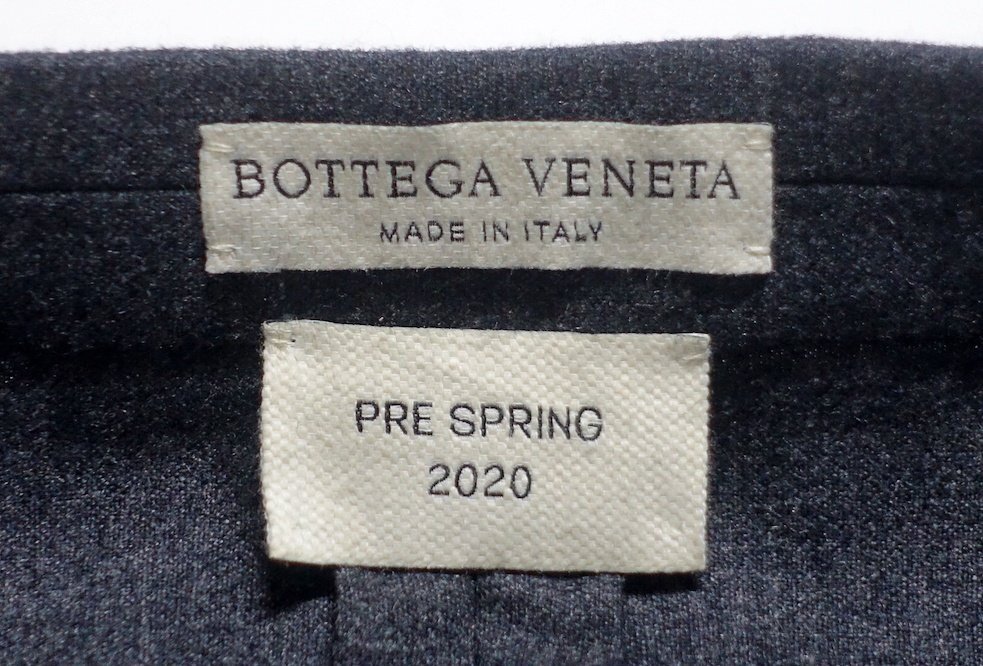 BOTTEGA VENETA
MADE IN ITALY
PRE SPRING
2020